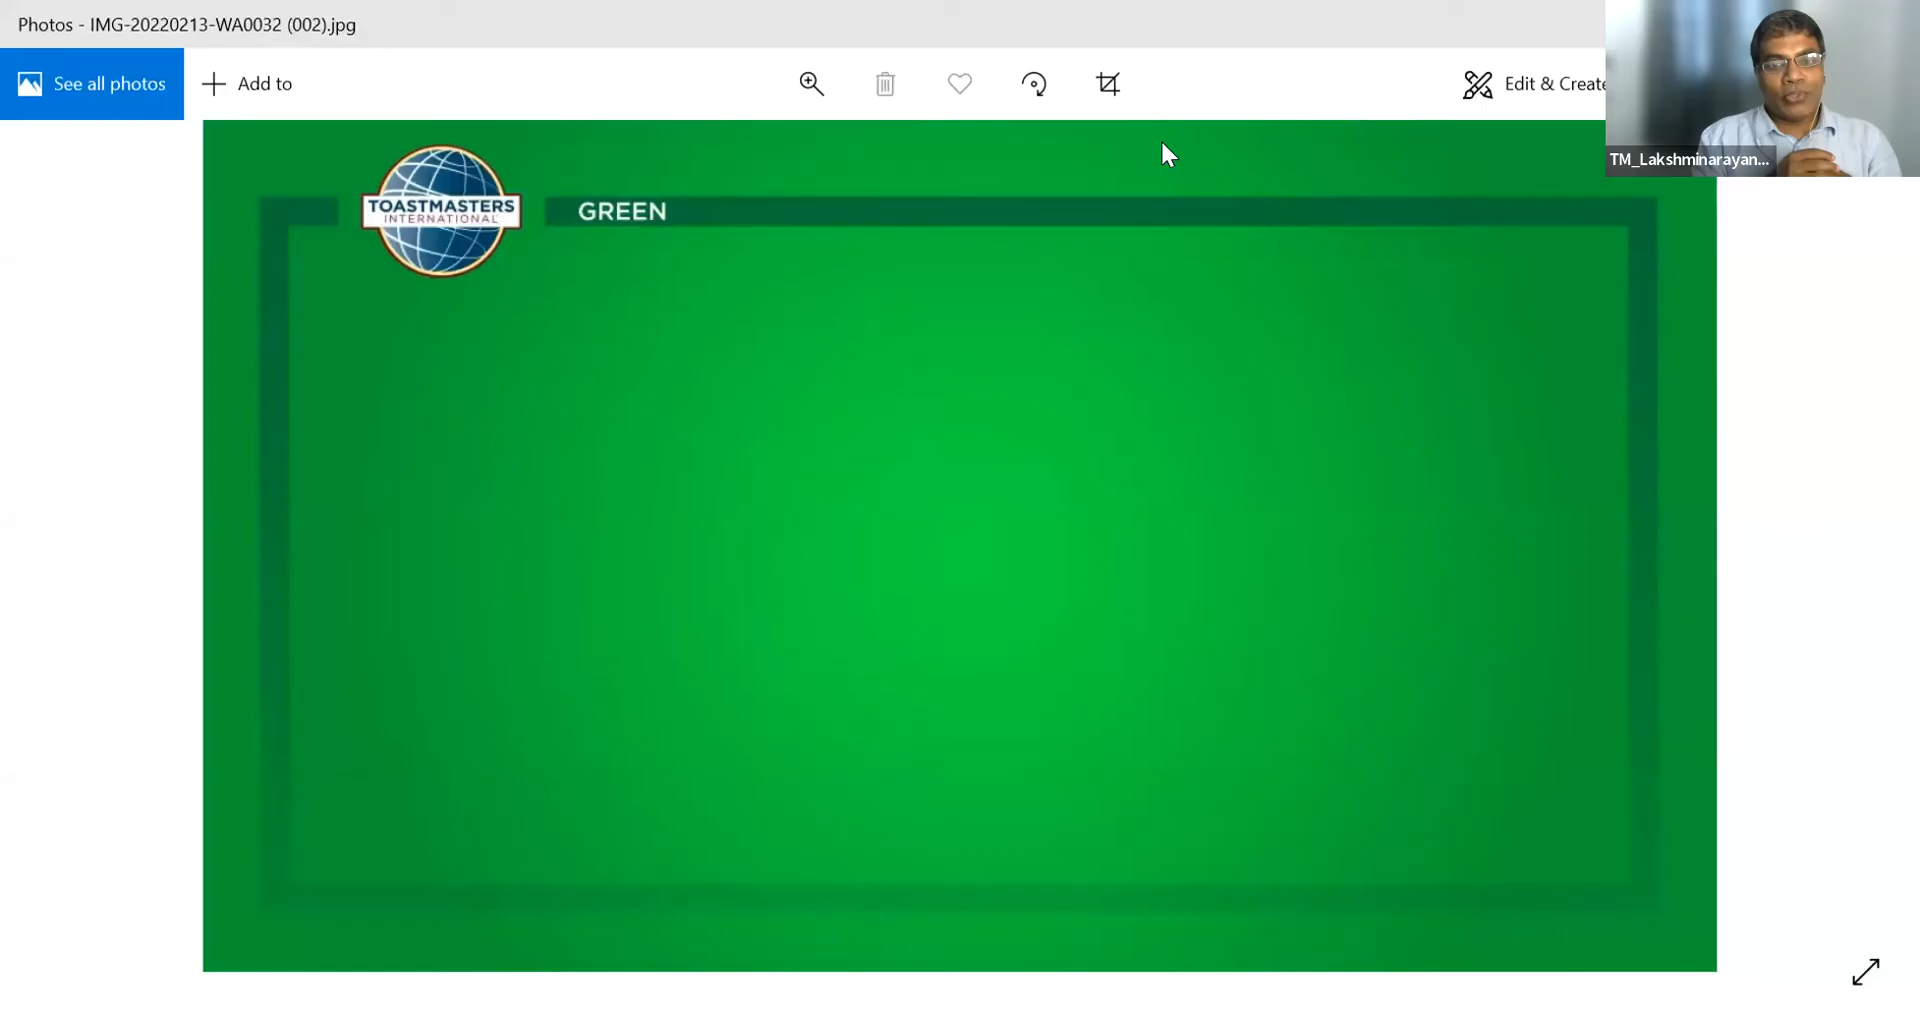 Photos - IMG-20220213-WA0032 (002).jpg
See all photos
Add to
Edit & Create
TM_Lakshminarayan...
TOASTMASTERS
INTERNATIONAL
GREEN